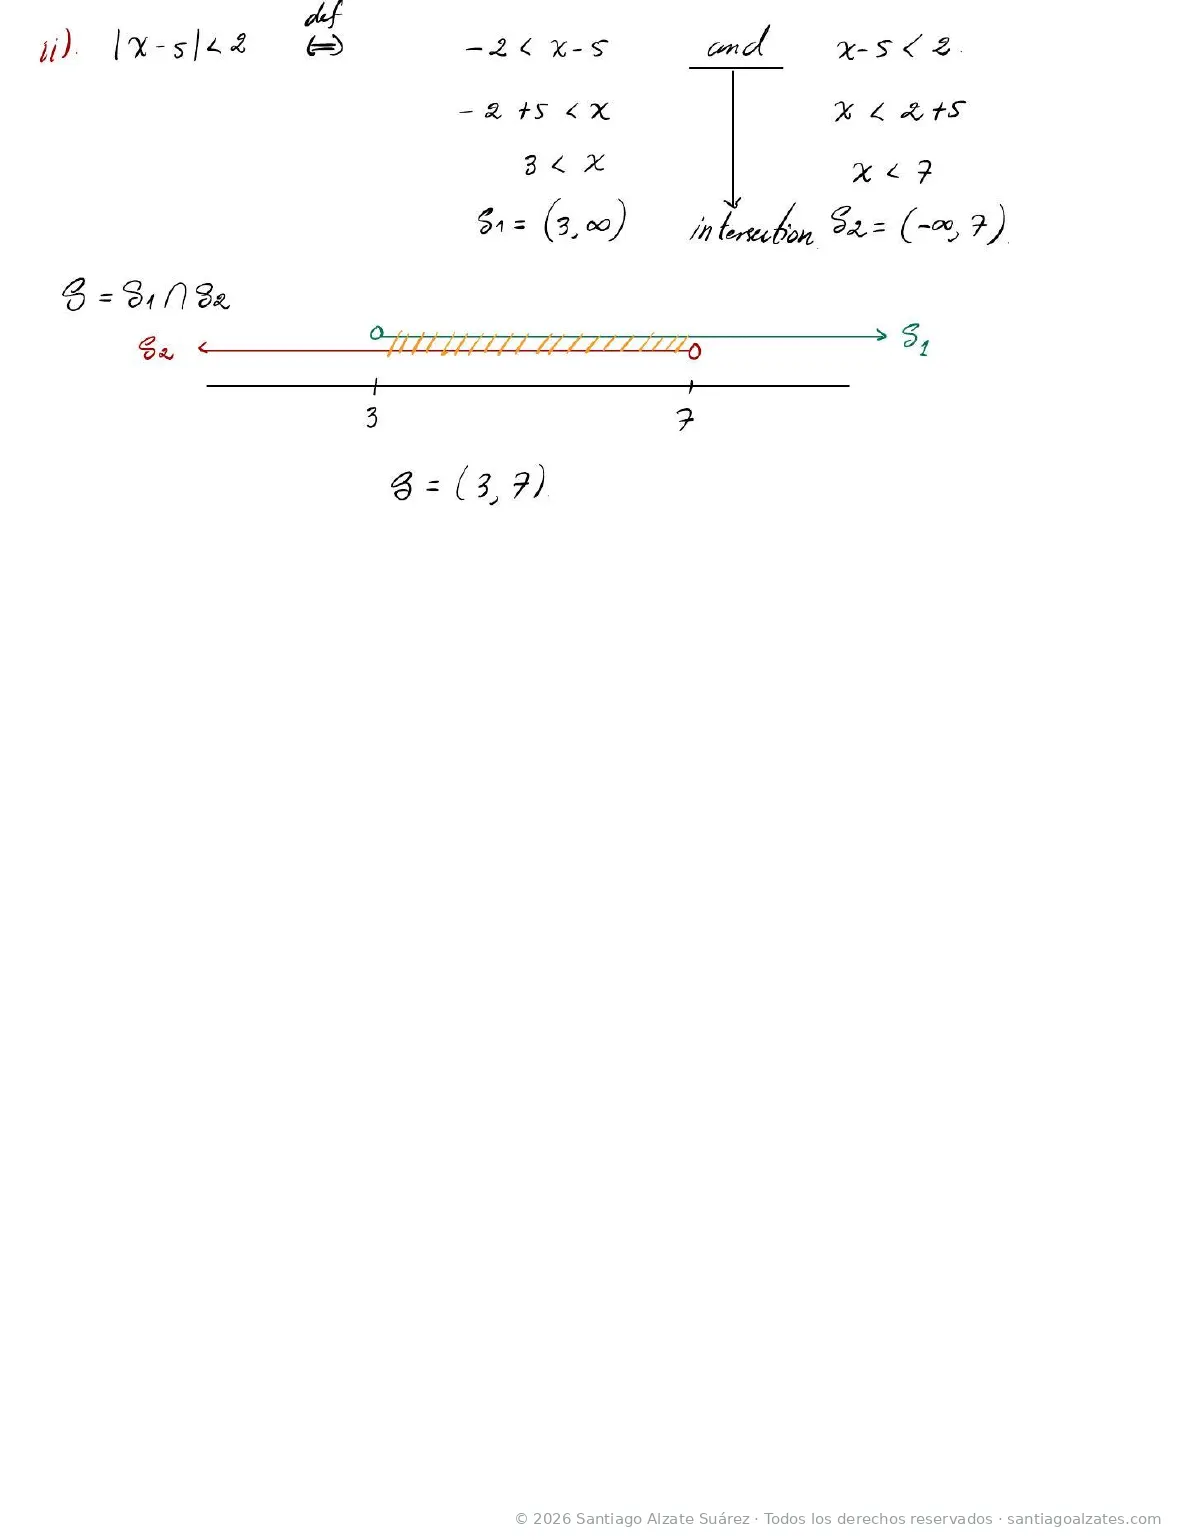 ii). |x-5|<2 def ⟺ -2 < x-5 and x-5 < 2.
-2 +5 < x x < 2+5
3 < x x < 7
S1 = (3, ∞) intersection S2 = (-∞, 7).
S = S1 ∩ S2
S2 S1
3 7
S = (3, 7).
© 2026 Santiago Alzate Suárez · Todos los derechos reservados · santiagoalzates.com